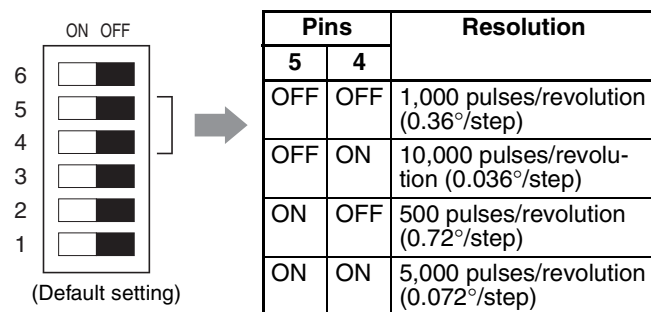 ON OFF
6
5
4
3
2
1
(Default setting)
Pins Resolution
5 4
OFF OFF 1,000 pulses/revolution
(0.36°/step)
OFF ON 10,000 pulses/revolu-
tion (0.036°/step)
ON OFF 500 pulses/revolution
(0.72°/step)
ON ON 5,000 pulses/revolution
(0.072°/step)